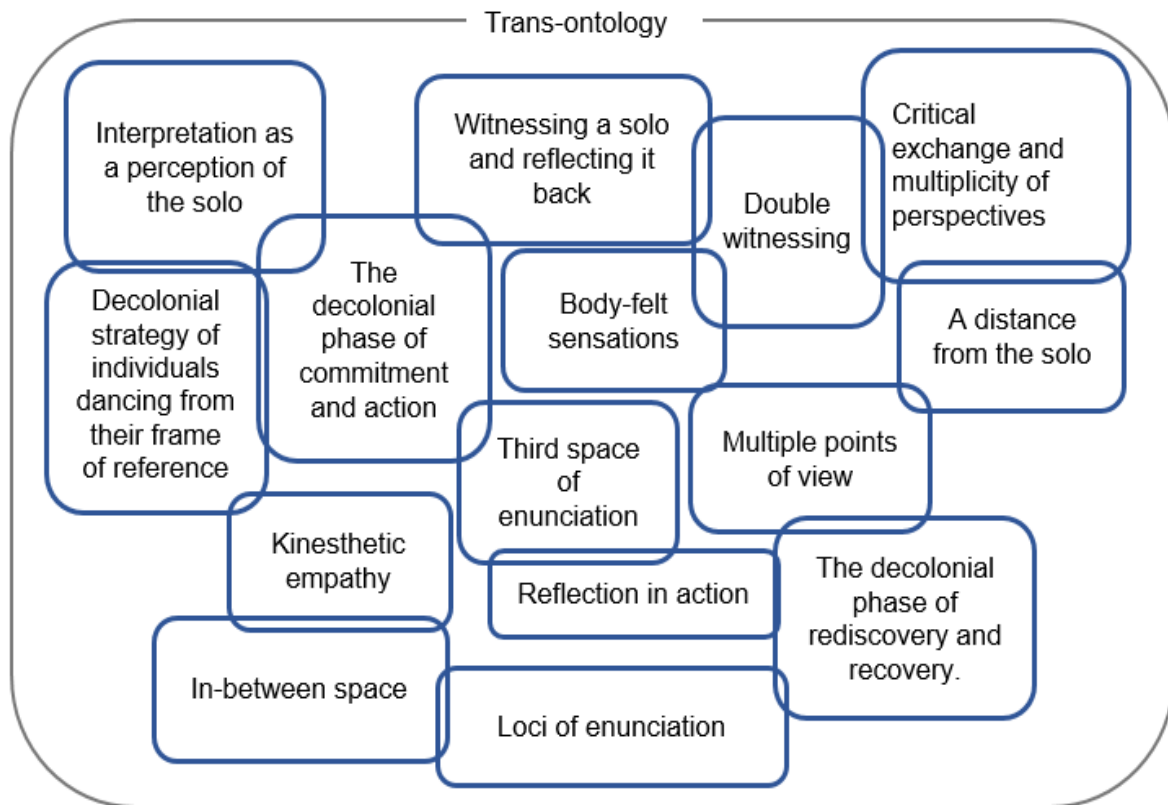 Trans-ontology
Interpretation as
a perception of
the solo
Witnessing a solo
and reflecting it
back
Double
witnessing
Critical
exchange and
multiplicity of
perspectives
Decolonial
strategy of
individuals
dancing from
their frame
of reference
The
decolonial
phase of
commitment
and action
Body-felt
sensations
A distance
from the solo
Third space
of
enunciation
Multiple points
of view
Kinesthetic
empathy
Reflection in action
The decolonial
phase of
rediscovery and
recovery.
In-between space
Loci of enunciation